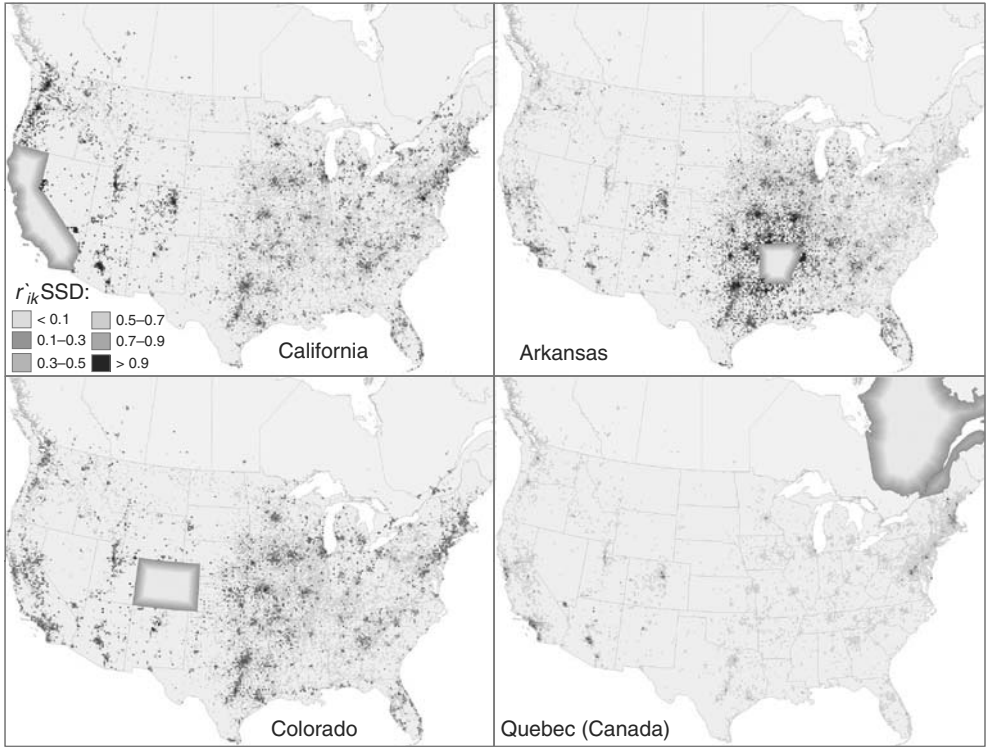 r`ikSSD:
< 0.1
0.1–0.3
0.3–0.5
0.5–0.7
0.7–0.9
> 0.9
California
Arkansas
Colorado
Quebec (Canada)